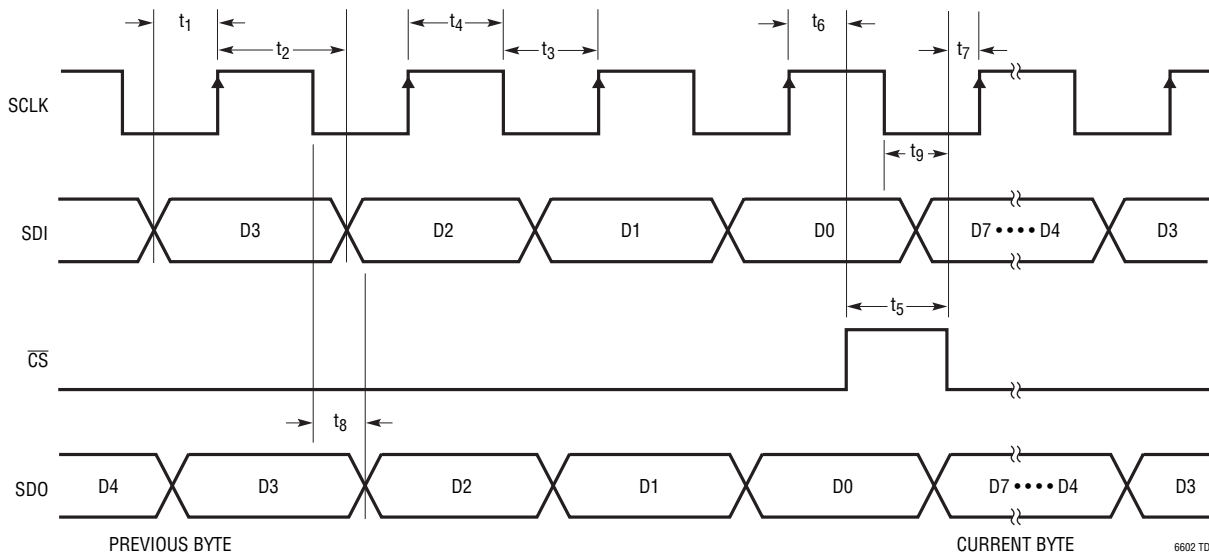 t1 t4 t6
t2 t3 t7
SCLK
t9
SDI D3 D2 D1 D0 D7 •••• D4 D3
t5
CS
t8
SDO D4 D3 D2 D1 D0 D7 •••• D4 D3
PREVIOUS BYTE CURRENT BYTE 6602 TD